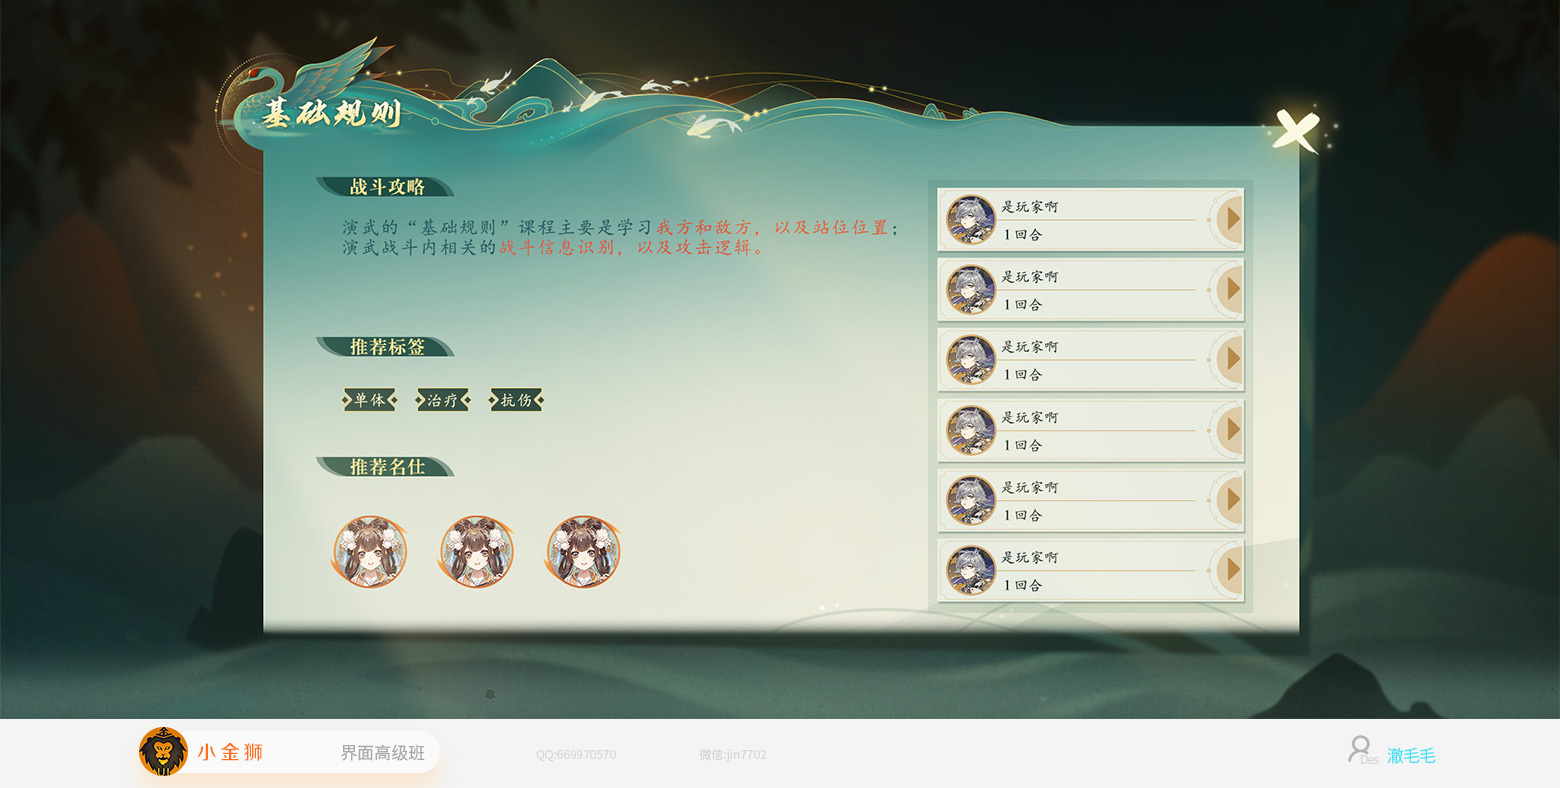 基础规则
战斗攻略
演武的“基础规则”课程主要是学习我方和敌方，以及站位位置；
演武战斗内相关的战斗信息识别，以及攻击逻辑。
推荐标签
单体
治疗
抗伤
推荐名仕
是玩家啊
1回合
是玩家啊
1回合
是玩家啊
1回合
是玩家啊
1回合
是玩家啊
1回合
是玩家啊
1回合
UI
小金狮
界面高级班
QQ:669970570
微信:jin7702
Des
澈毛毛